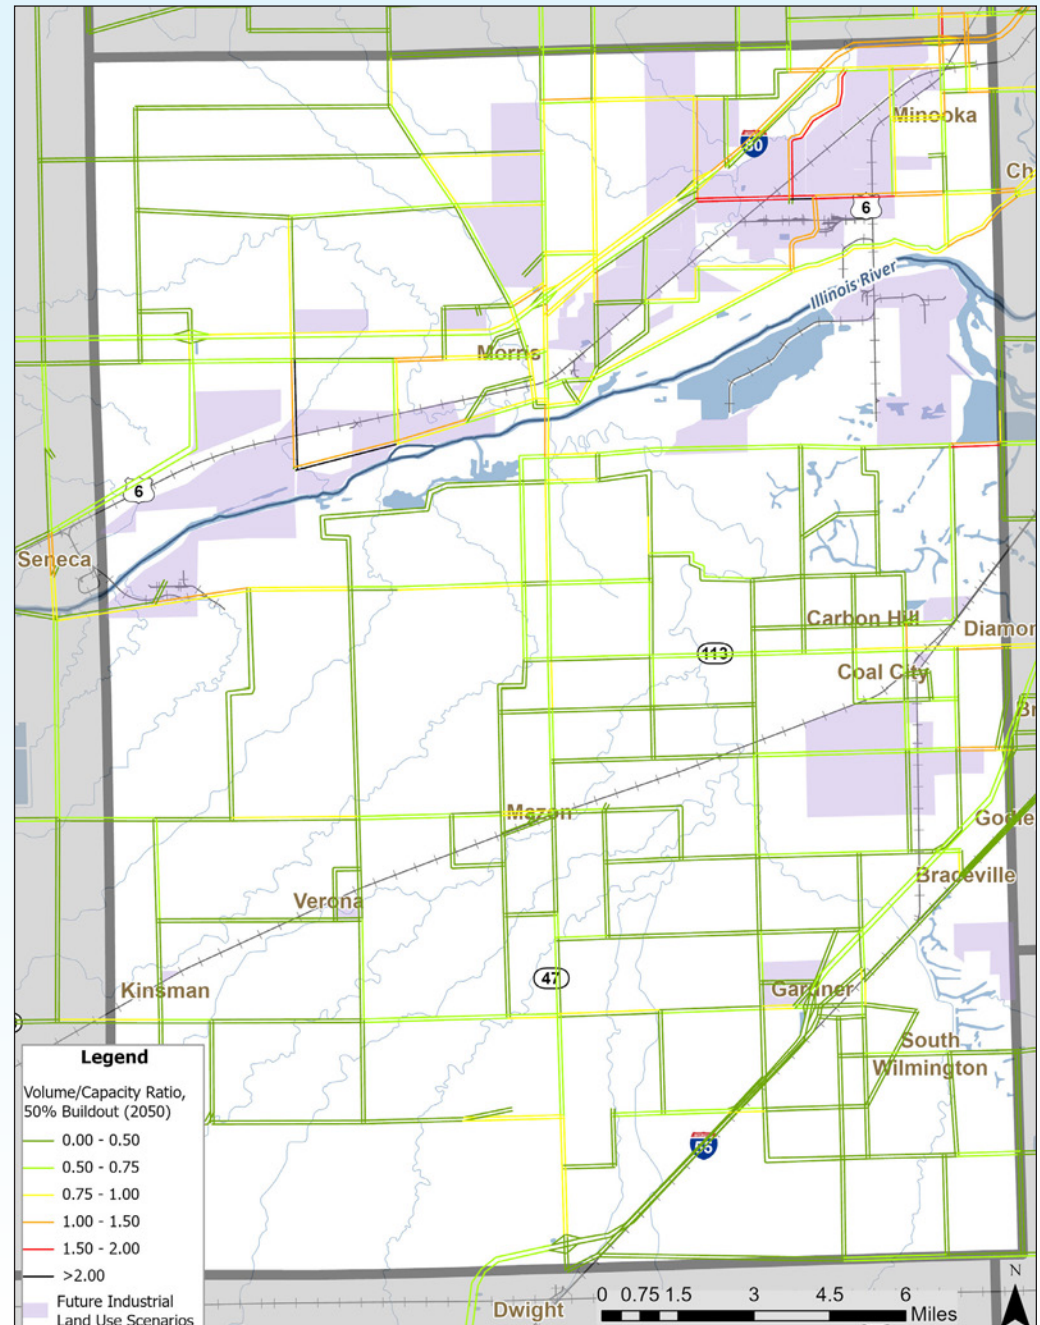 Minooka
80
Ch
6
Illinois River
Morris
6
Seneca
Carbon Hill
Diamon
113
Coal City
Br
Mazon
Godle
Braceville
Verona
47
Kinsman
Gardner
South
Wilmington
55
Legend
Volume/Capacity Ratio,
50% Buildout (2050)
0.00 - 0.50
0.50 - 0.75
0.75 - 1.00
1.00 - 1.50
1.50 - 2.00
>2.00
Future Industrial
Land Use Scenarios
Dwight
0 0.75 1.5 3 4.5 6
Miles
N